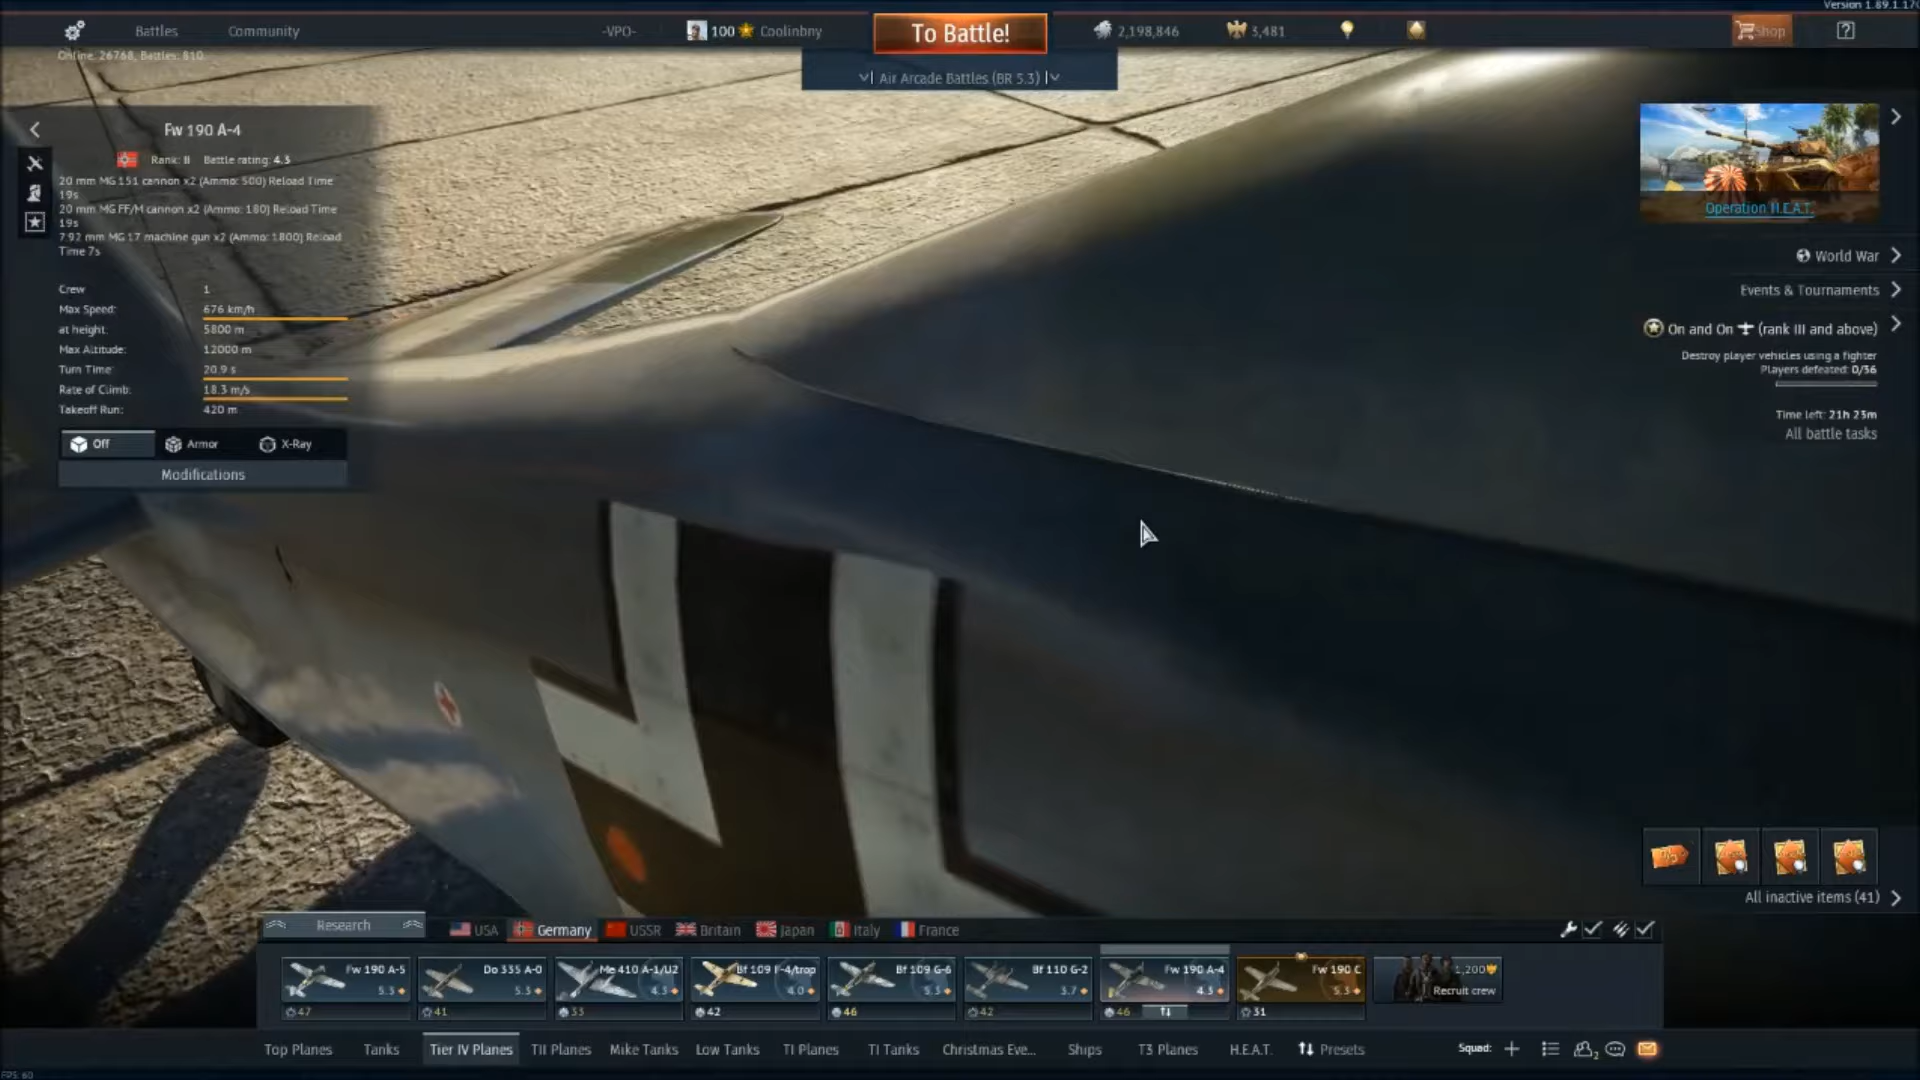 Version 1.89.1.170
Battles
Community
-VPO-
100
Coolinbny
To Battle!
2,198,846
3,481
Shop
Online: 26768, Battles: 810
Air Arcade Battles (BR 5.3)
Fw 190 A-4
Rank: II Battle rating: 4.3
20 mm MG 151 cannon x2 (Ammo: 500) Reload Time
19s
20 mm MG FF/M cannon x2 (Ammo: 180) Reload Time
19s
7.92 mm MG 17 machine gun x2 (Ammo: 1800) Reload
Time 7s
Crew 1
Max Speed: 676 km/h
at height: 5800 m
Max Altitude: 12000 m
Turn Time: 20.9 s
Rate of Climb: 18.3 m/s
Takeoff Run: 420 m
Off
Armor
X-Ray
Modifications
Operation H.E.A.T.
World War
Events & Tournaments
On and On (rank III and above)
Destroy player vehicles using a fighter
Players defeated: 0/36
Time left: 21h 23m
All battle tasks
All inactive items (41)
Research
USA
Germany
USSR
Britain
Japan
Italy
France
Fw 190 A-5
5.3
47
Do 335 A-0
5.3
41
Me 410 A-1/U2
4.3
33
Bf 109 F-4/trop
4.0
42
Bf 109 G-6
5.3
46
Bf 110 G-2
3.7
42
Fw 190 A-4
4.3
46
Fw 190 C
5.3
31
1,200
Recruit crew
Top Planes
Tanks
Tier IV Planes
TII Planes
Mike Tanks
Low Tanks
TI Planes
TI Tanks
Christmas Eve...
Ships
T3 Planes
H.E.A.T.
Presets
Squad:
2
FPS: 60